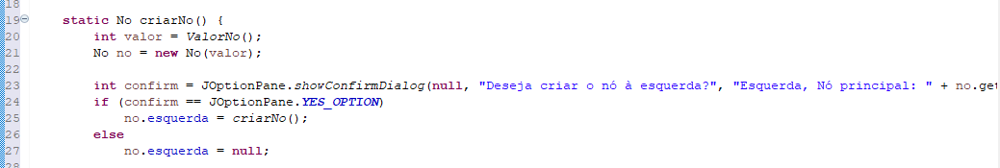 18
19 static No criarNo() {
20 int valor = ValorNo();
21 No no = new No(valor);
22
23 int confirm = JOptionPane.showConfirmDialog(null, "Deseja criar o nó à esquerda?", "Esquerda, Nó principal: " + no.get
24 if (confirm == JOptionPane.YES_OPTION)
25 no.esquerda = criarNo();
26 else
27 no.esquerda = null;
28